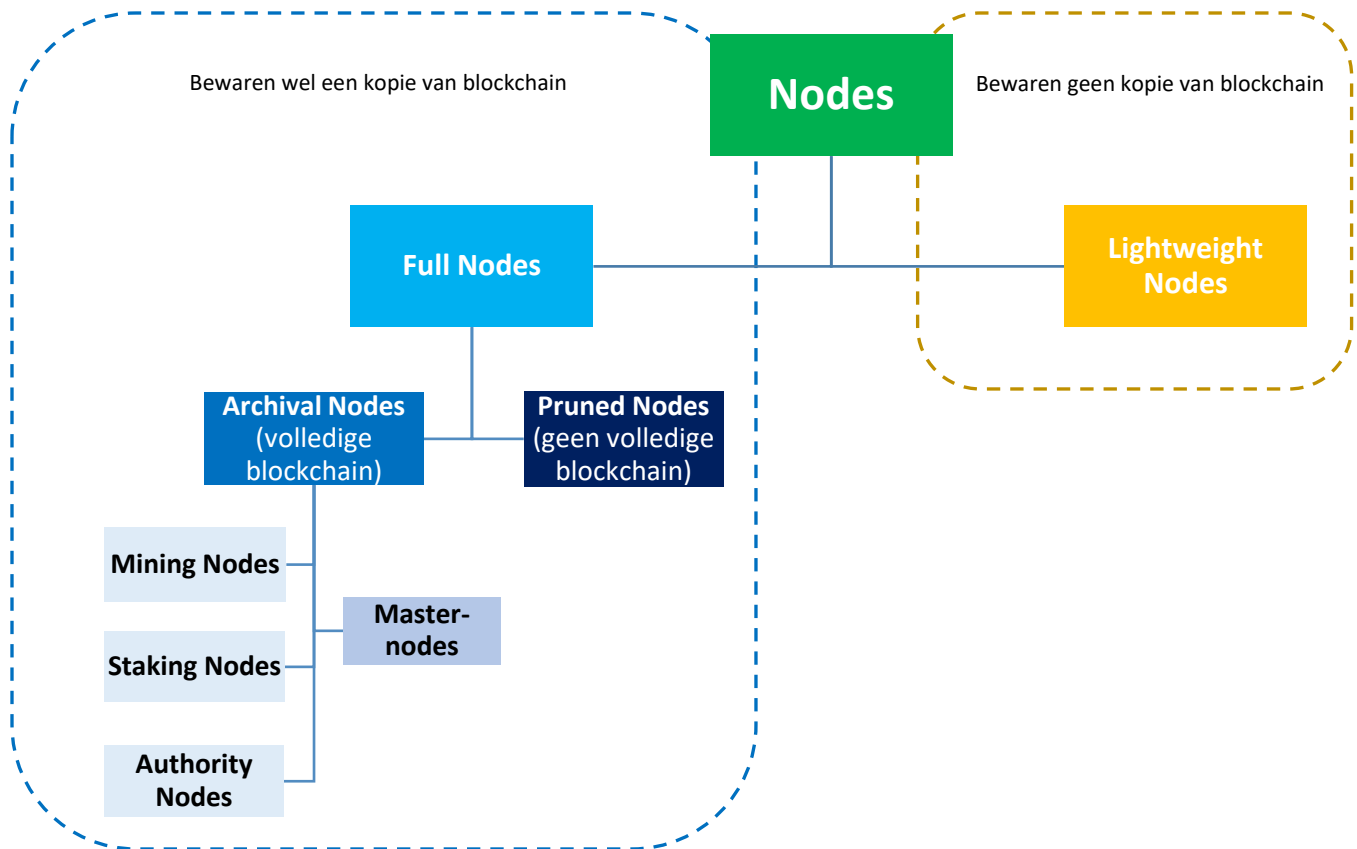 Bewaren wel een kopie van blockchain
Nodes
Bewaren geen kopie van blockchain
Full Nodes
Lightweight
Nodes
Archival Nodes
(volledige
blockchain)
Pruned Nodes
(geen volledige
blockchain)
Mining Nodes
Master-
nodes
Staking Nodes
Authority
Nodes